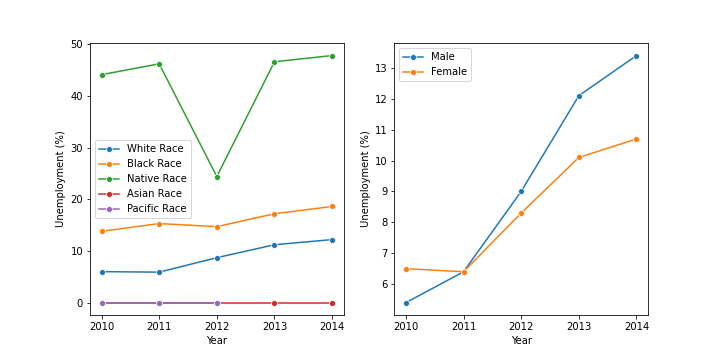 50
40
30
20
10
0
Unemployment (%)
White Race
Black Race
Native Race
Asian Race
Pacific Race
2010 2011 2012 2013 2014
Year
13
12
11
10
9
8
7
6
Unemployment (%)
Male
Female
2010 2011 2012 2013 2014
Year